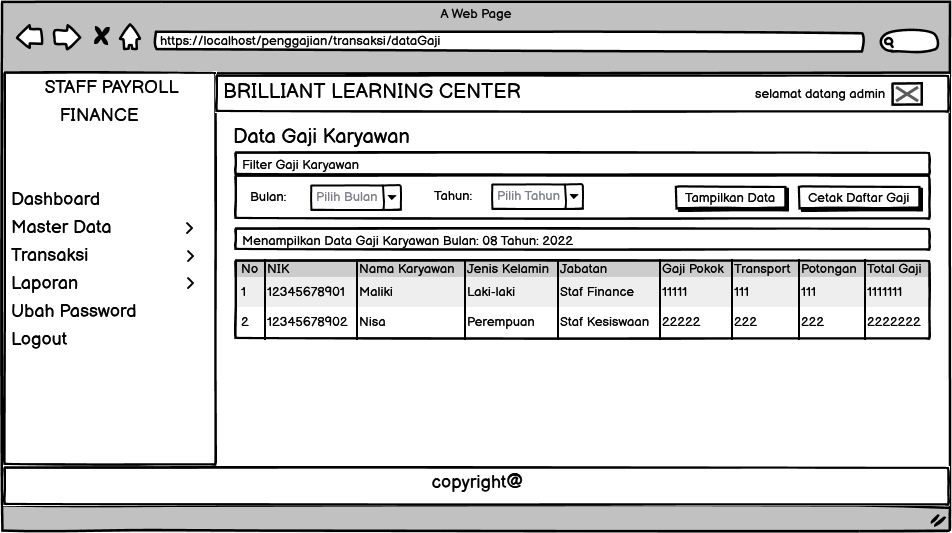 A Web Page
https://localhost/penggajian/transaksi/dataGaji
STAFF PAYROLL
FINANCE
Dashboard
Master Data
Transaksi
Laporan
Ubah Password
Logout
BRILLIANT LEARNING CENTER
selamat datang admin
Data Gaji Karyawan
Filter Gaji Karyawan
Bulan: Pilih Bulan Tahun: Pilih Tahun Tampilkan Data Cetak Daftar Gaji
Menampilkan Data Gaji Karyawan Bulan: 08 Tahun: 2022
No NIK Nama Karyawan Jenis Kelamin Jabatan Gaji Pokok Transport Potongan Total Gaji
1 12345678901 Maliki Laki-laki Staf Finance 11111 111 111 1111111
2 12345678902 Nisa Perempuan Staf Kesiswaan 22222 222 222 2222222
copyright@